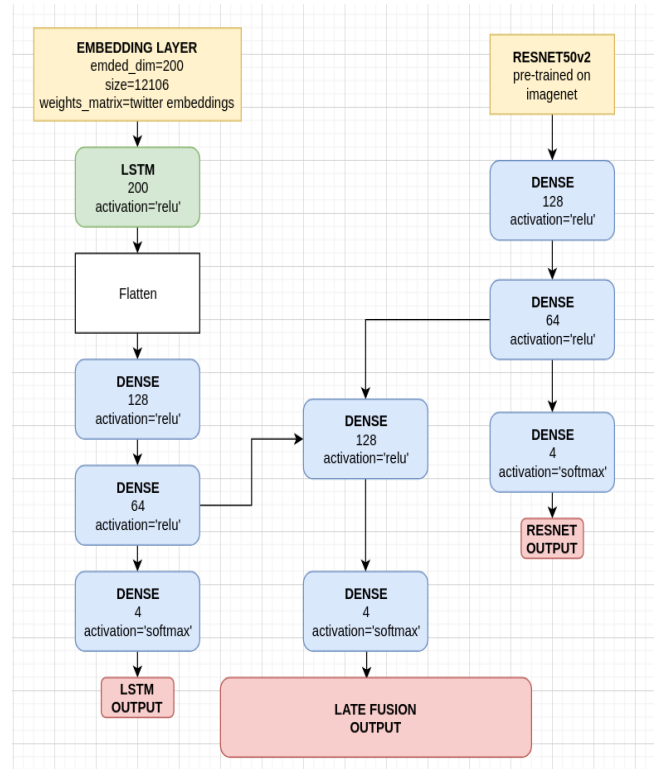 EMBEDDING LAYER
emded_dim=200
size=12106
weights_matrix=twitter embeddings
LSTM
200
activation='relu'
Flatten
DENSE
128
activation='relu'
DENSE
64
activation='relu'
DENSE
4
activation='softmax'
LSTM
OUTPUT
DENSE
128
activation='relu'
DENSE
4
activation='softmax'
LATE FUSION
OUTPUT
RESNET50v2
pre-trained on
imagenet
DENSE
128
activation='relu'
DENSE
64
activation='relu'
DENSE
4
activation='softmax'
RESNET
OUTPUT